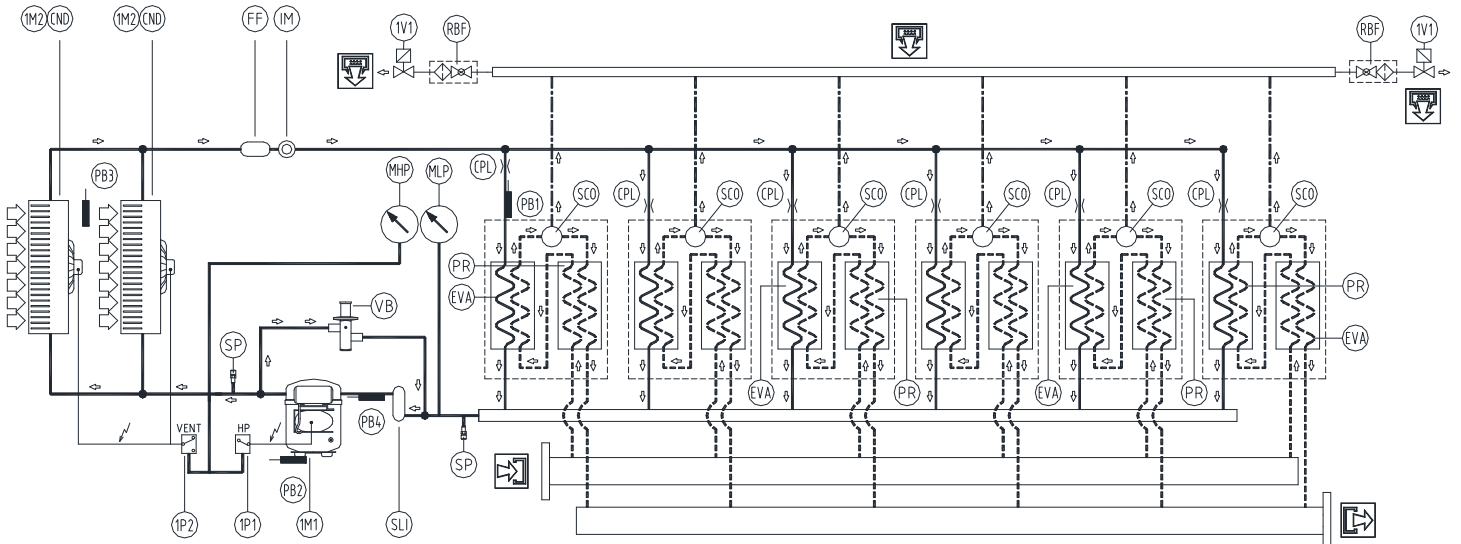 1M2 CND 1M2 CND FF IM
1V1 RBF RBF 1V1
PB3 MHP MLP CPL PB1 SCO CPL SCO CPL SCO CPL SCO CPL SCO CPL SCO
PR
EVA PR
VB
SP EVA
EVA PR EVA PR
VENT HP PB4
SP
PB2
1P2 1P1 1M1 SLI